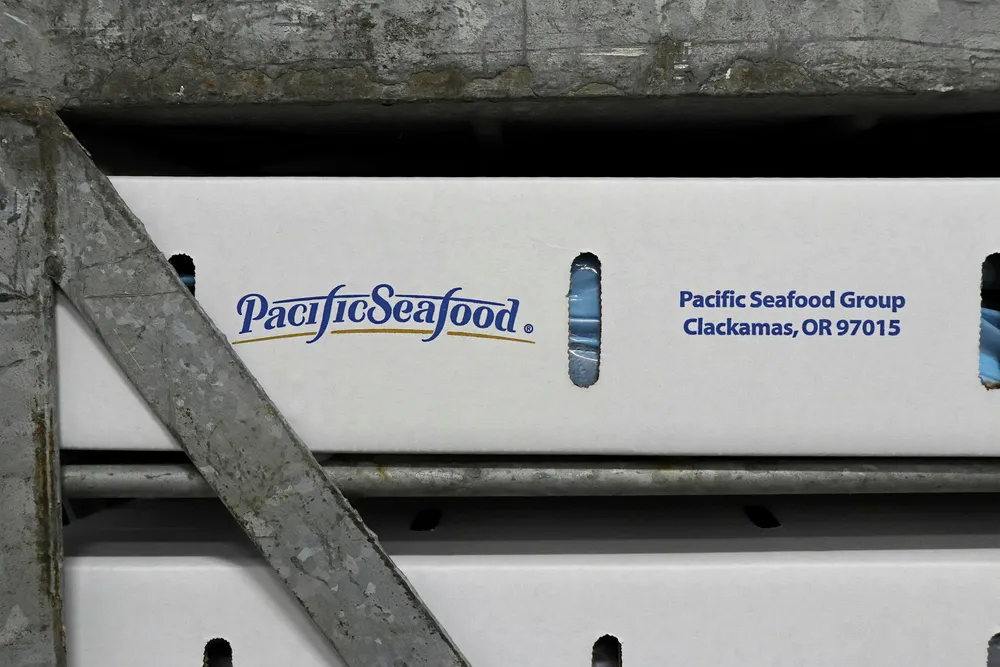 PacificSeafood®
Pacific Seafood Group
Clackamas, OR 97015